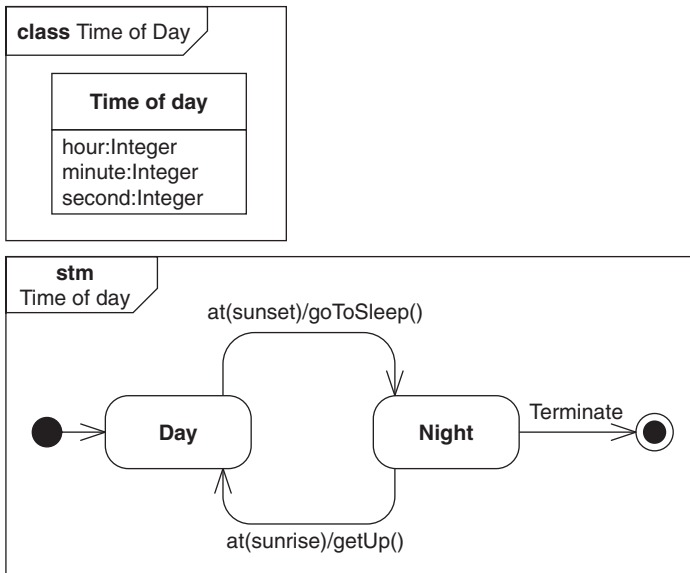 class Time of Day
Time of day
hour:Integer
minute:Integer
second:Integer
stm
Time of day
at(sunset)/goToSleep()
Day
Night
Terminate
at(sunrise)/getUp()